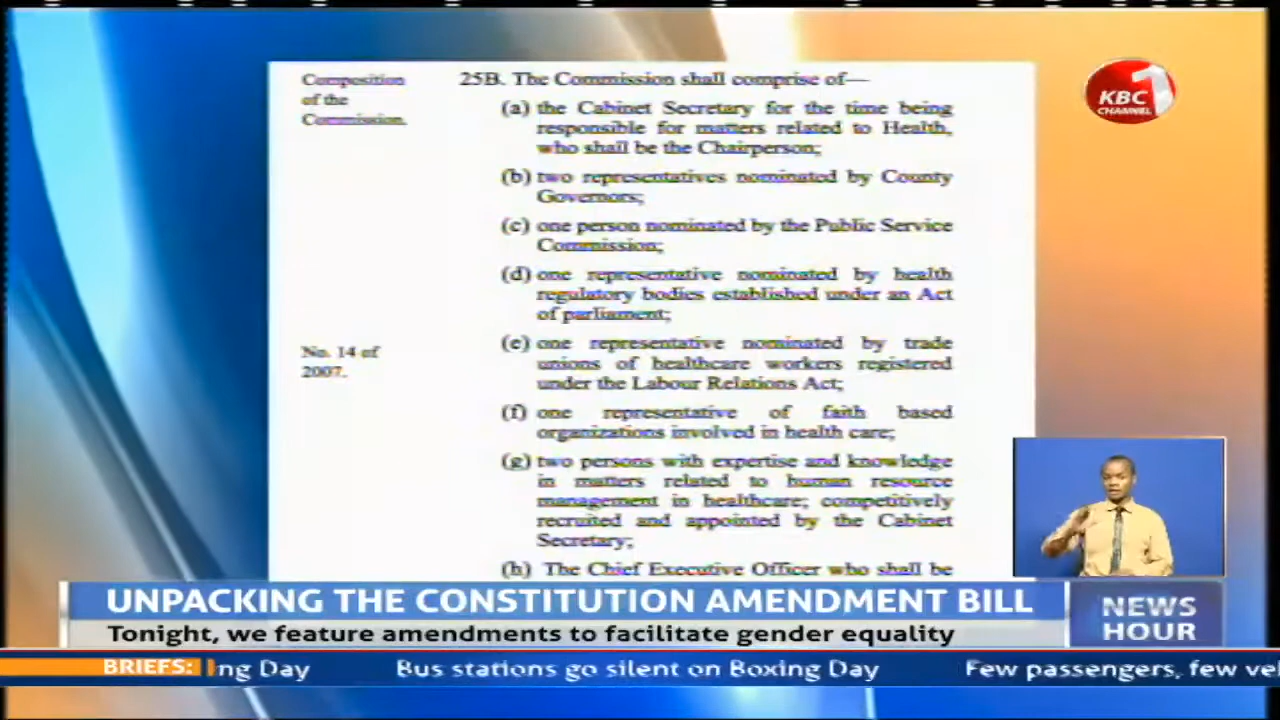 Composition
of the
Commission.
25B. The Commission shall comprise of—
(a) the Cabinet Secretary for the time being
responsible for matters related to Health,
who shall be the Chairperson;
(b) two representatives nominated by County
Governors;
(c) one person nominated by the Public Service
Commission;
(d) one representative nominated by health
regulatory bodies established under an Act
of parliament;
No. 14 of
2007.
(e) one representative nominated by trade
unions of healthcare workers registered
under the Labour Relations Act;
(f) one representative of faith based
organizations involved in health care;
(g) two persons with expertise and knowledge
in matters related to human resource
management in healthcare; competitively
recruited and appointed by the Cabinet
Secretary;
(h) The Chief Executive Officer who shall be
KBC 1
CHANNEL
UNPACKING THE CONSTITUTION AMENDMENT BILL
Tonight, we feature amendments to facilitate gender equality
NEWS
HOUR
BRIEFS: ng Day Bus stations go silent on Boxing Day Few passengers, few vel